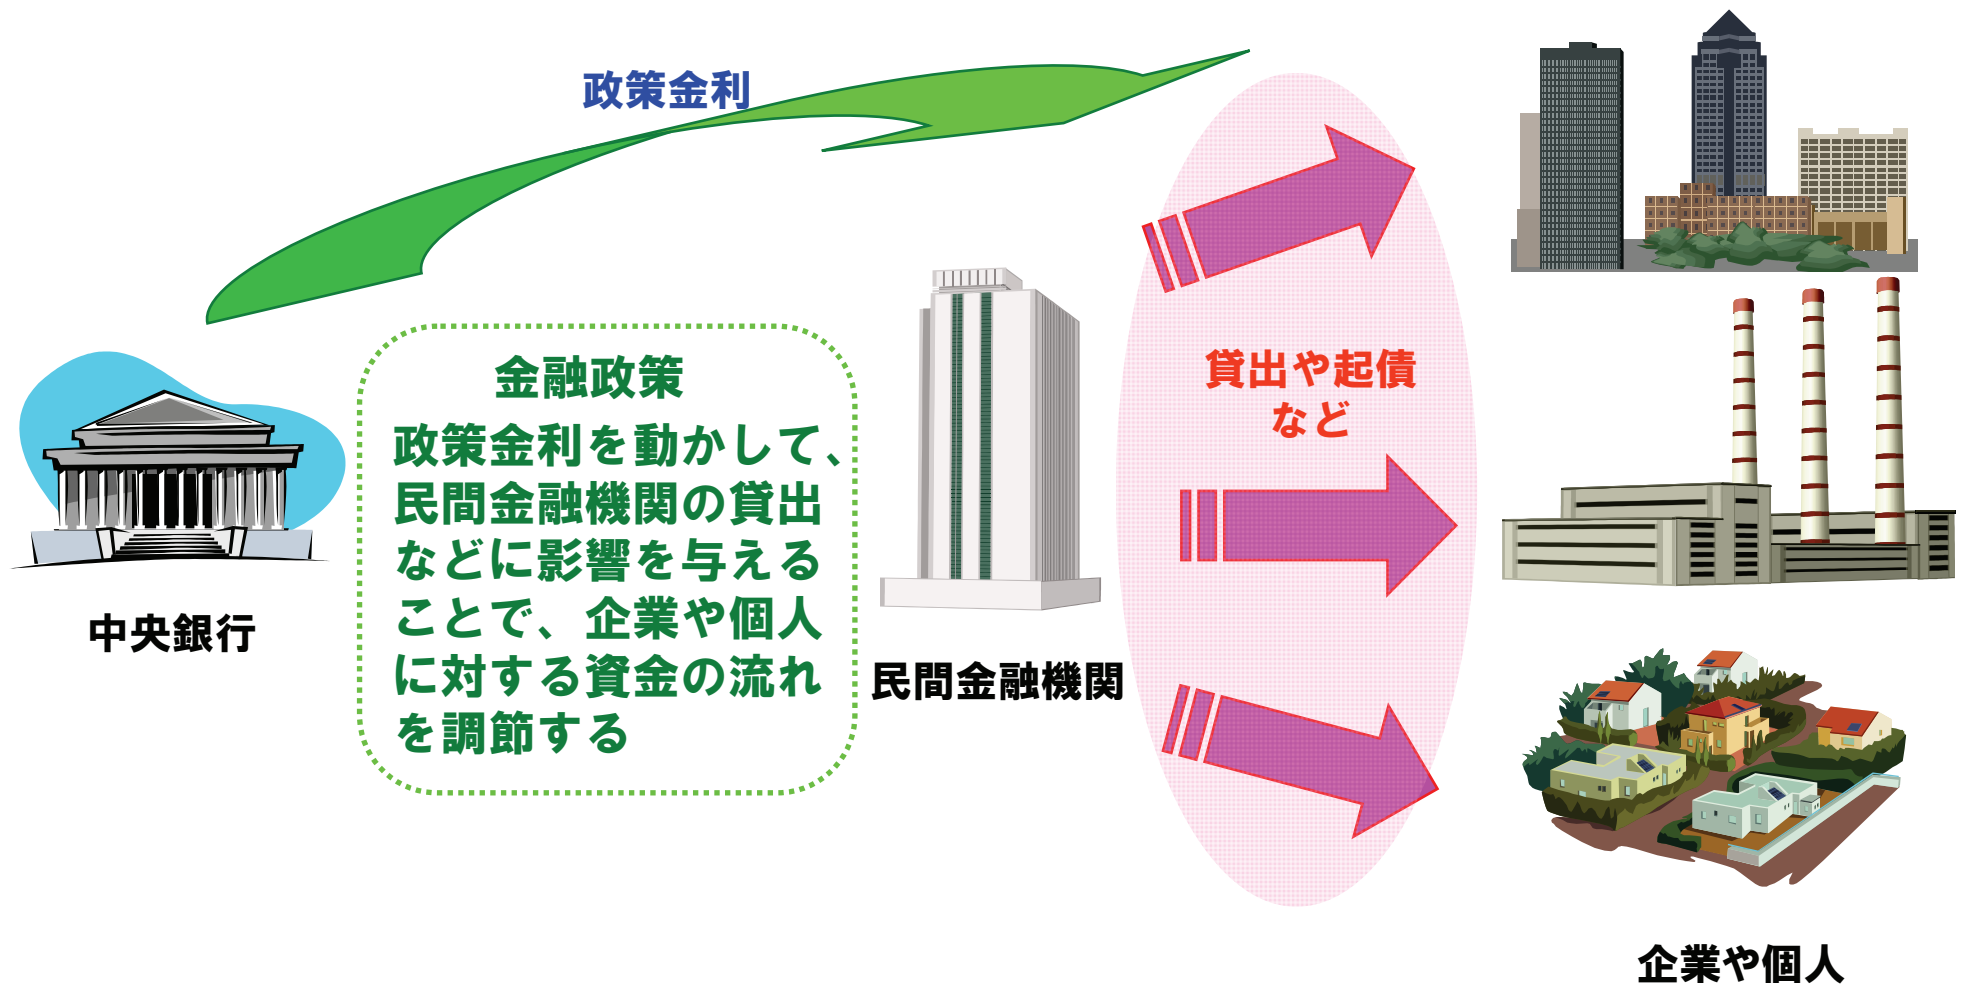 政策金利
金融政策
政策金利を動かして、
民間金融機関の貸出
などに影響を与える
ことで、企業や個人
に対する資金の流れ
を調節する
貸出や起債
など
中央銀行
民間金融機関
企業や個人